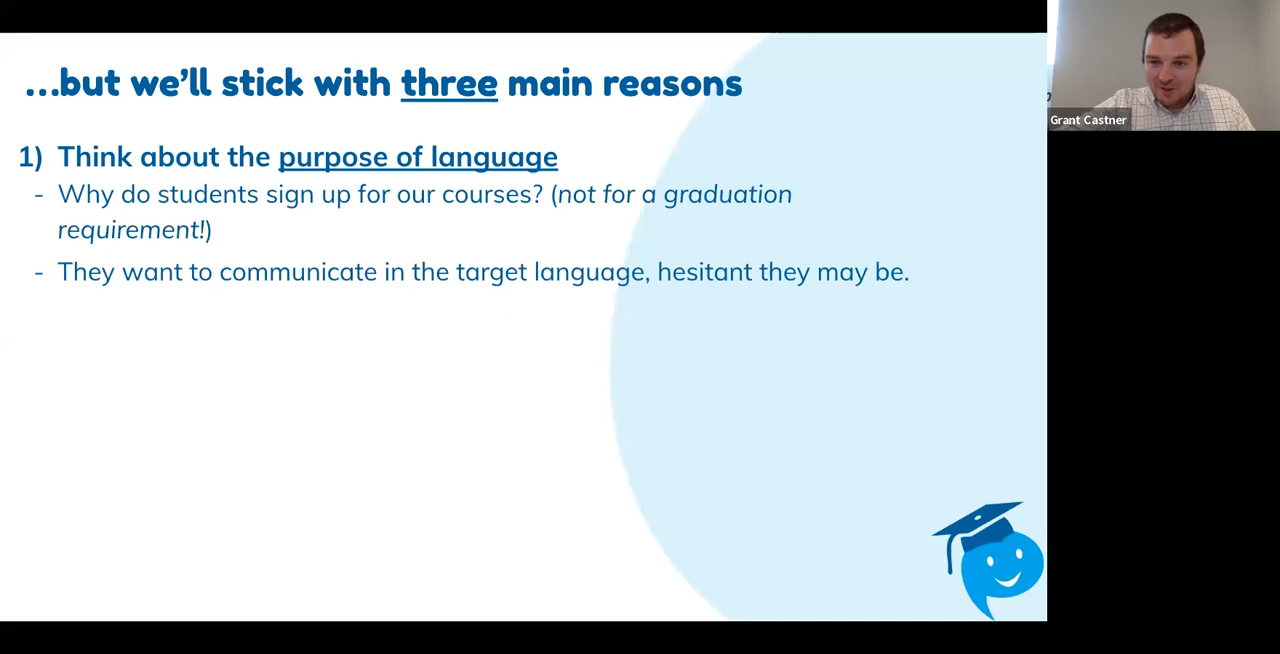 ...but we'll stick with three main reasons
1) Think about the purpose of language
- Why do students sign up for our courses? (not for a graduation
requirement!)
- They want to communicate in the target language, hesitant they may be.
Grant Castner